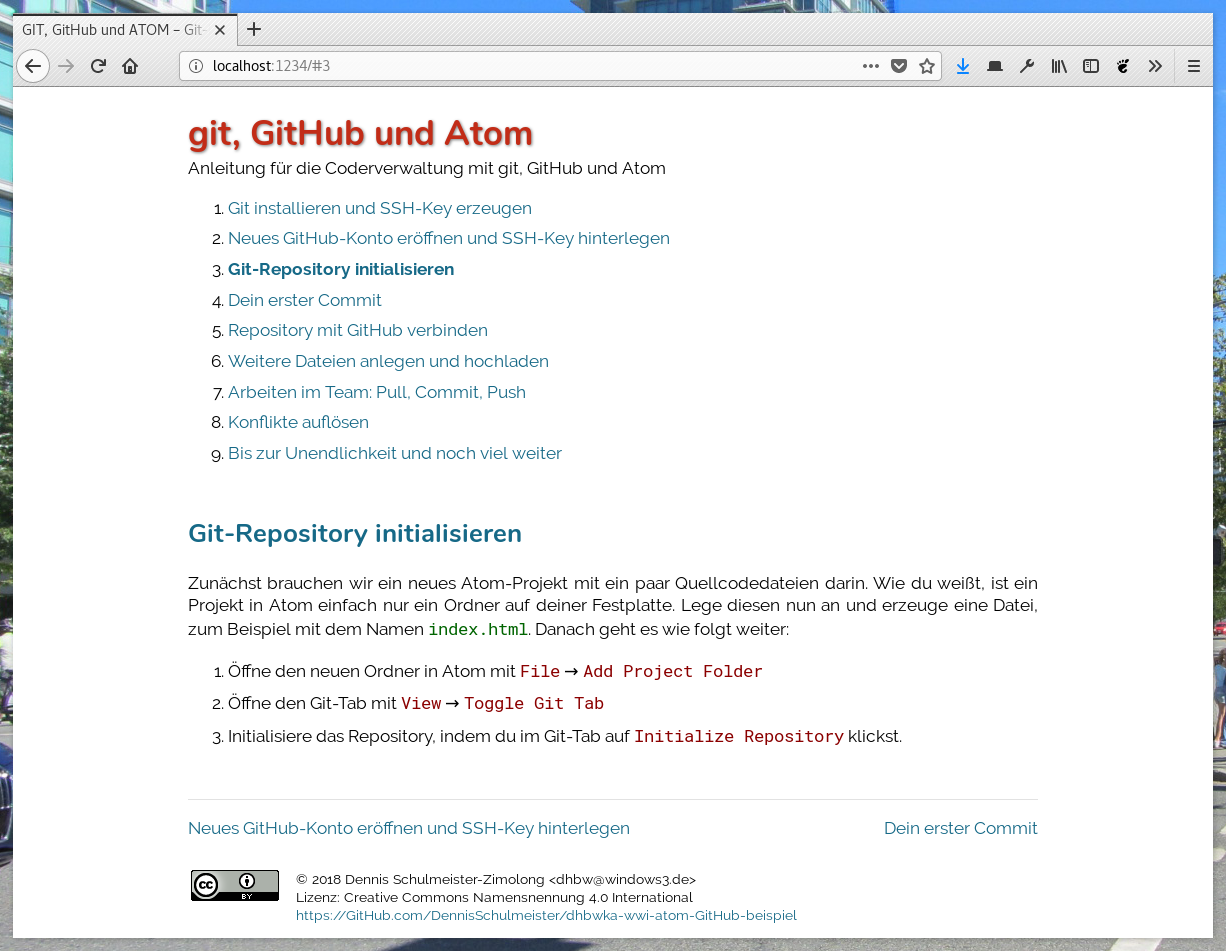 GIT, GitHub und ATOM – Git-
localhost:1234/#3
git, GitHub und Atom
Anleitung für die Coderverwaltung mit git, GitHub und Atom
1. Git installieren und SSH-Key erzeugen
2. Neues GitHub-Konto eröffnen und SSH-Key hinterlegen
3. Git-Repository initialisieren
4. Dein erster Commit
5. Repository mit GitHub verbinden
6. Weitere Dateien anlegen und hochladen
7. Arbeiten im Team: Pull, Commit, Push
8. Konflikte auflösen
9. Bis zur Unendlichkeit und noch viel weiter
Git-Repository initialisieren
Zunächst brauchen wir ein neues Atom-Projekt mit ein paar Quellcodedateien darin. Wie du weißt, ist ein
Projekt in Atom einfach nur ein Ordner auf deiner Festplatte. Lege diesen nun an und erzeuge eine Datei,
zum Beispiel mit dem Namen index.html. Danach geht es wie folgt weiter:
1. Öffne den neuen Ordner in Atom mit File → Add Project Folder
2. Öffne den Git-Tab mit View → Toggle Git Tab
3. Initialisiere das Repository, indem du im Git-Tab auf Initialize Repository klickst.
Neues GitHub-Konto eröffnen und SSH-Key hinterlegen Dein erster Commit
cc BY
© 2018 Dennis Schulmeister-Zimolong <dhbw@windows3.de>
Lizenz: Creative Commons Namensnennung 4.0 International
https://GitHub.com/DennisSchulmeister/dhbwka-wwi-atom-GitHub-beispiel